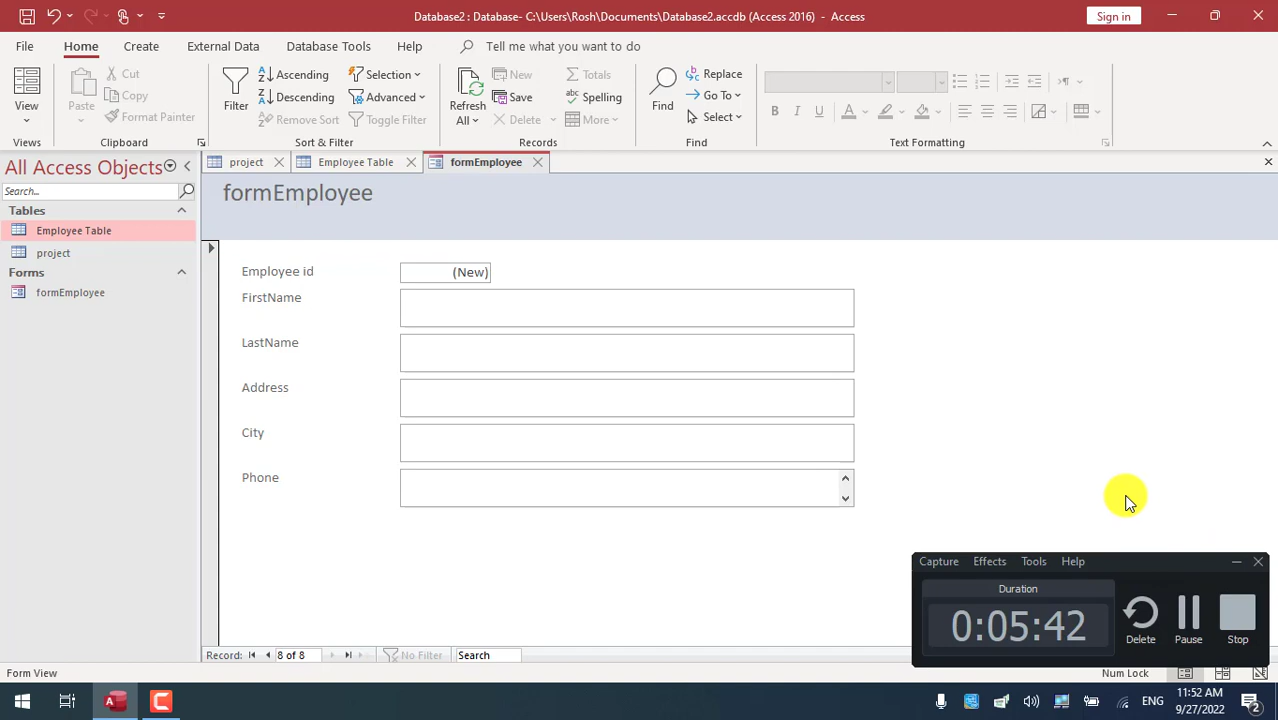 Database2 : Database- C:\Users\Rosh\Documents\Database2.accdb (Access 2016) - Access
Sign in
File Home Create External Data Database Tools Help Tell me what you want to do
View
Paste
Cut
Copy
Format Painter
Filter
Ascending
Descending
Remove Sort
Selection
Advanced
Toggle Filter
Refresh All
New
Save
Delete
Totals
Spelling
More
Find
Replace
Go To
Select
B I U A
Views Clipboard Sort & Filter Records Find Text Formatting
All Access Objects
Search...
Tables
Employee Table
project
Forms
formEmployee
project Employee Table formEmployee
formEmployee
Employee id (New)
FirstName
LastName
Address
City
Phone
Capture Effects Tools Help
Duration
0:05:42
Delete Pause Stop
Record: 8 of 8 No Filter Search
Form View Num Lock
ENG
11:52 AM
9/27/2022
2